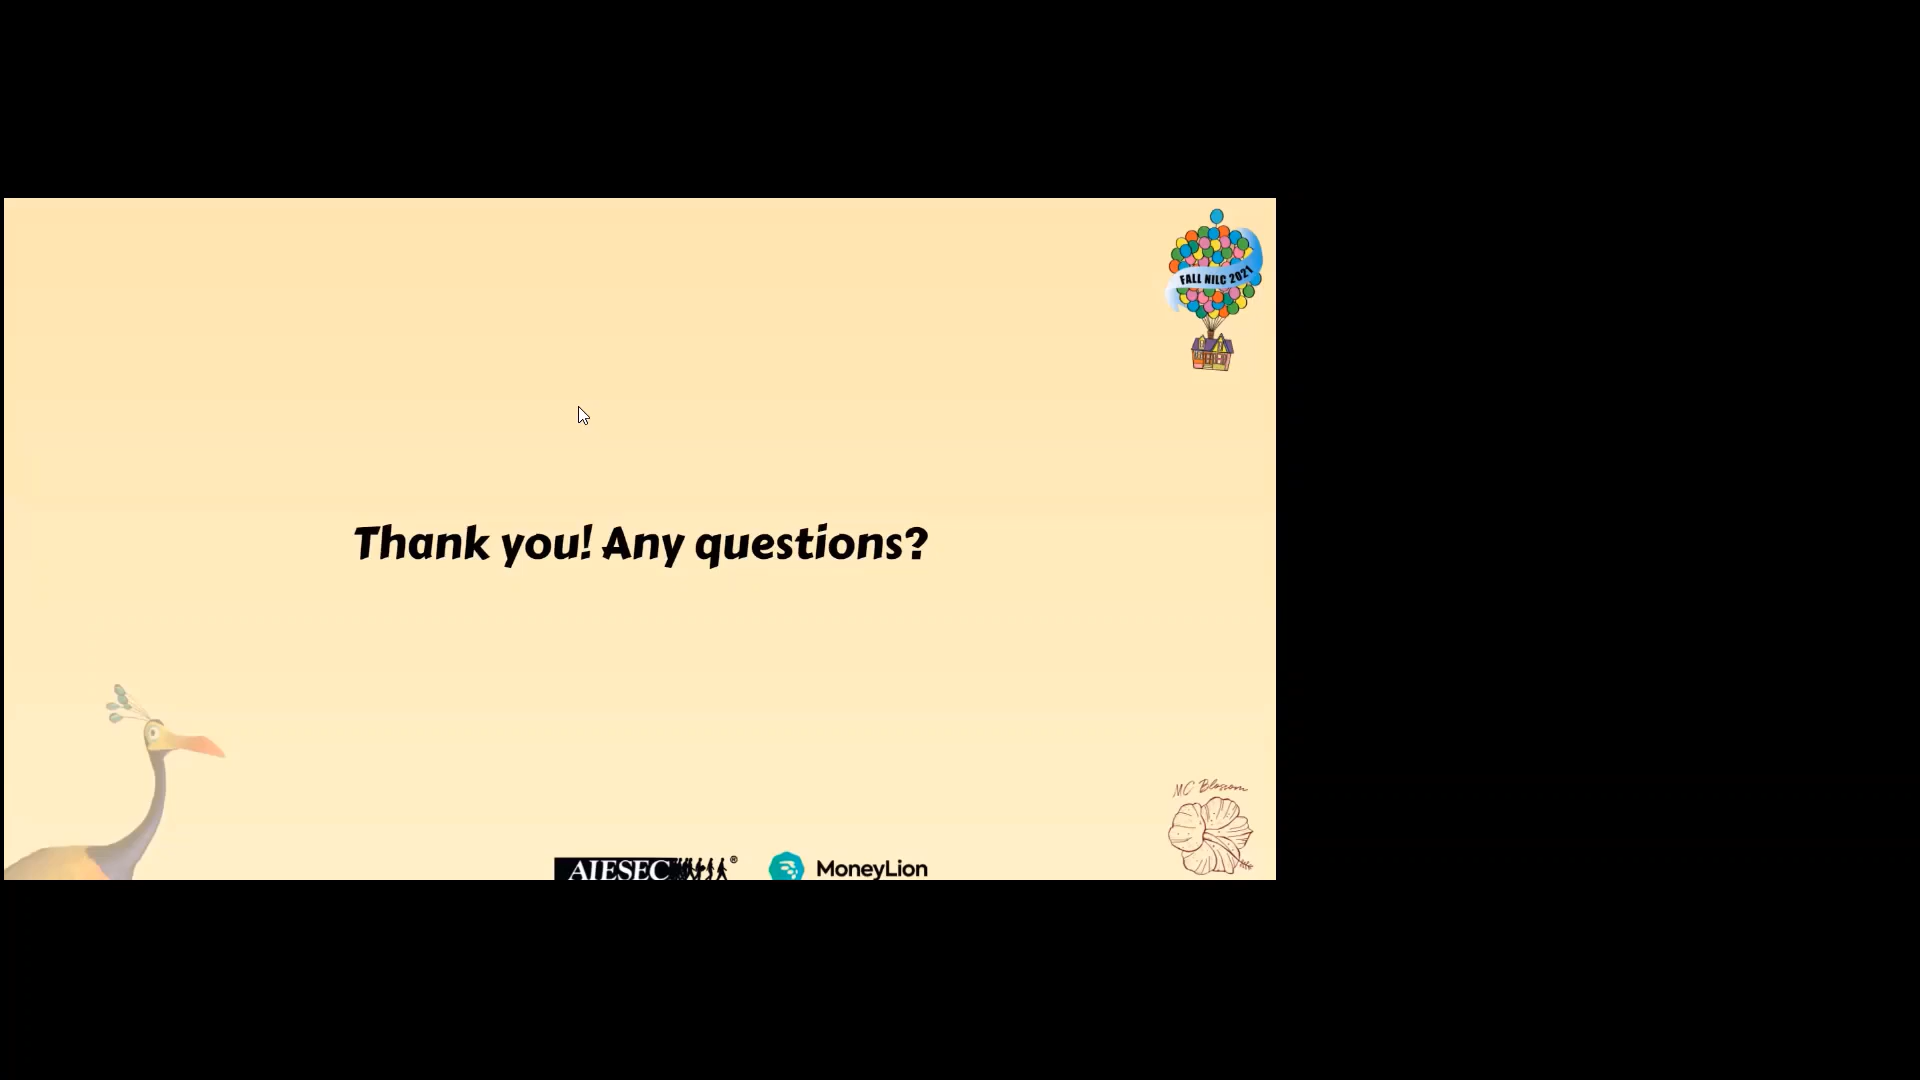 FALL NILC 2021
Thank you! Any questions?
MC Blossom
AIESEC®
MoneyLion